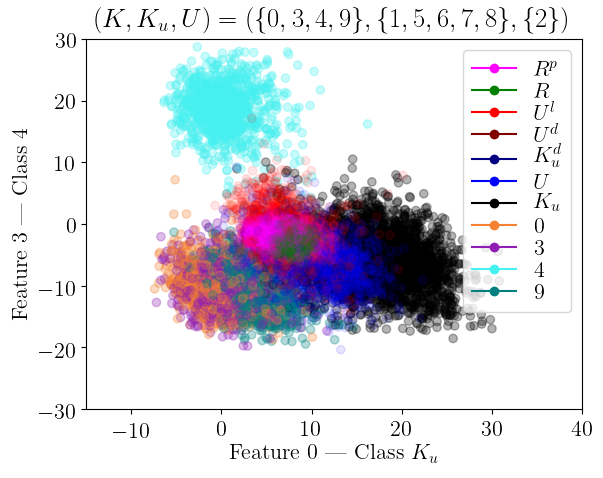 (K, K_u, U) = ({0, 3, 4, 9}, {1, 5, 6, 7, 8}, {2})
30
20
10
0
−10
−20
−30
Feature 3 — Class 4
−10
0
10
20
30
40
Feature 0 — Class K_u
R^p
R
U^l
U^d
K_u^d
U
K_u
0
3
4
9